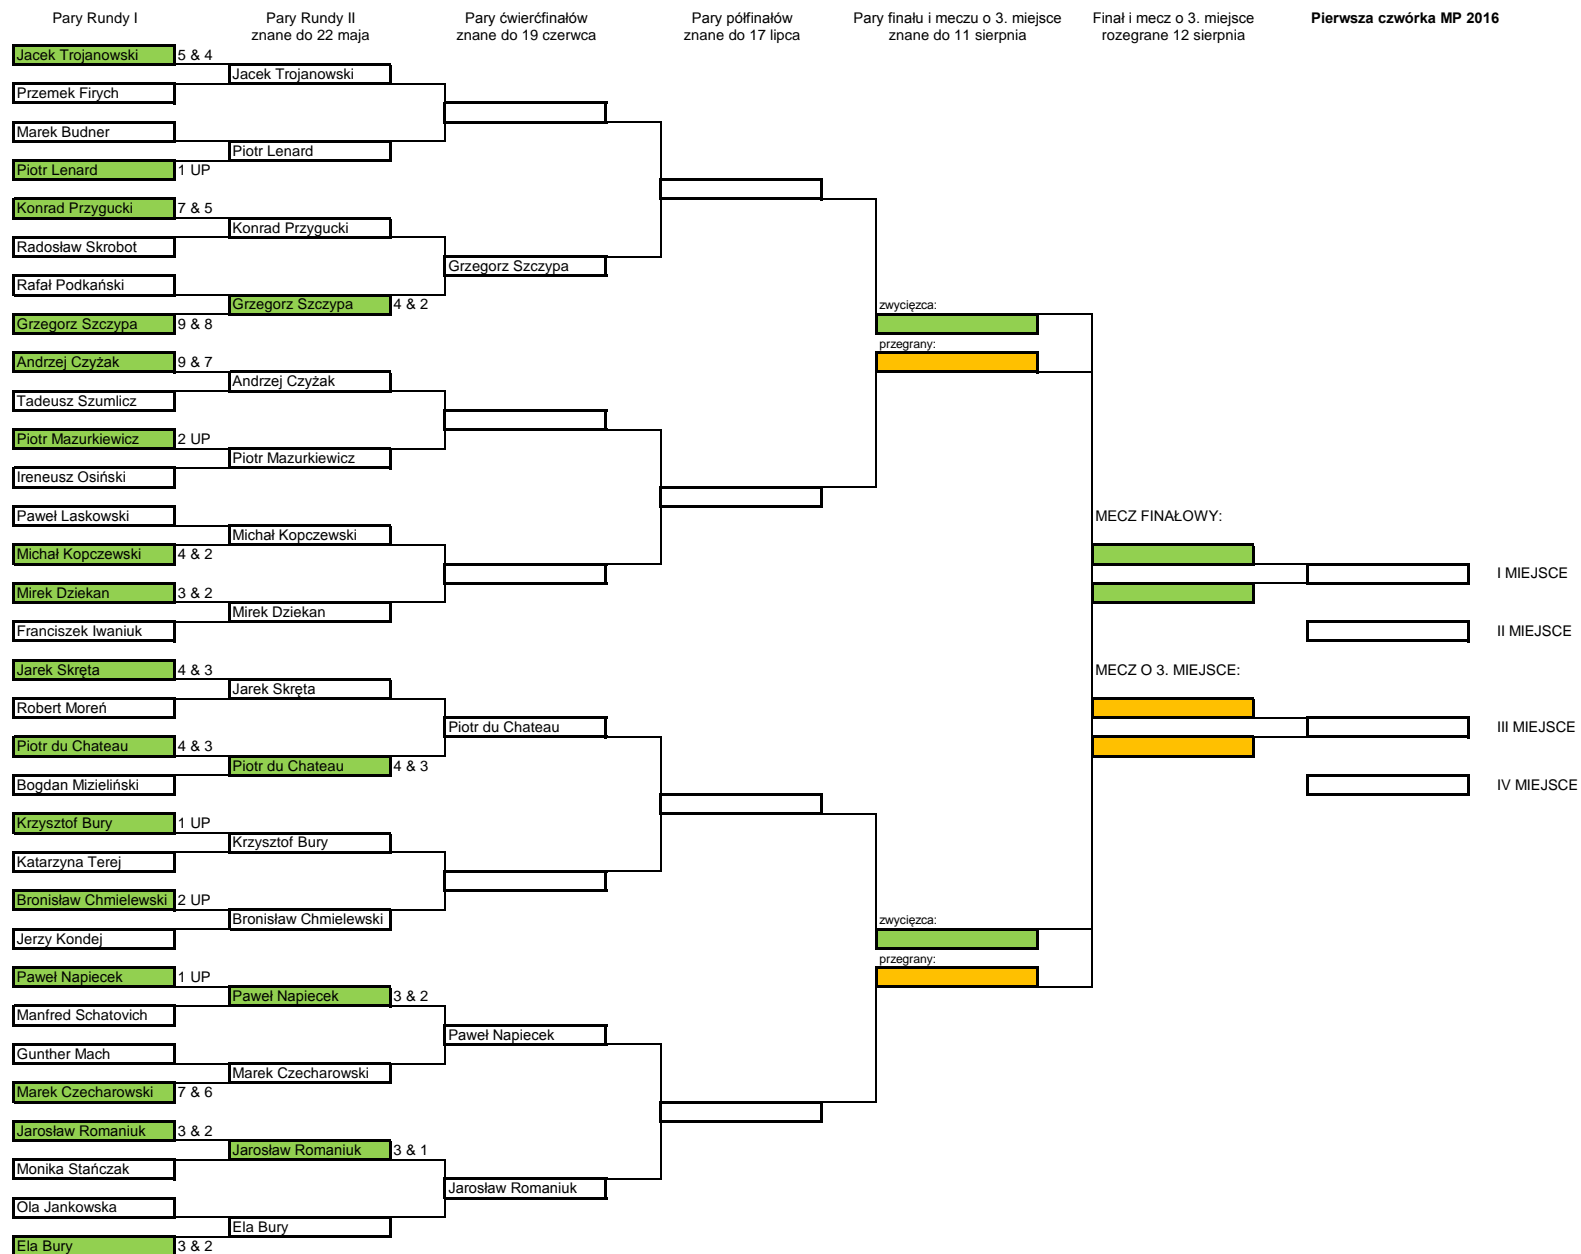 Pary Rundy I
Pary Rundy II
znane do 22 maja
Pary ćwierćfinałów
znane do 19 czerwca
Pary półfinałów
znane do 17 lipca
Pary finału i meczu o 3. miejsce
znane do 11 sierpnia
Finał i mecz o 3. miejsce
rozegrane 12 sierpnia
Pierwsza czwórka MP 2016
Jacek Trojanowski 5 & 4
Jacek Trojanowski
Przemek Firych
Marek Budner
Piotr Lenard
Piotr Lenard 1 UP
Konrad Przygucki 7 & 5
Konrad Przygucki
Radosław Skrobot
Grzegorz Szczypa
Rafał Podkański
Grzegorz Szczypa 4 & 2
zwycięzca:
Grzegorz Szczypa 9 & 8
przegrany:
Andrzej Czyżak 9 & 7
Andrzej Czyżak
Tadeusz Szumlicz
Piotr Mazurkiewicz 2 UP
Piotr Mazurkiewicz
Ireneusz Osiński
Paweł Laskowski
MECZ FINAŁOWY:
Michał Kopczewski
Michał Kopczewski 4 & 2
I MIEJSCE
Mirek Dziekan 3 & 2
Mirek Dziekan
Franciszek Iwaniuk
II MIEJSCE
Jarek Skręta 4 & 3
MECZ O 3. MIEJSCE:
Jarek Skręta
Robert Moreń
Piotr du Chateau
III MIEJSCE
Piotr du Chateau 4 & 3
Piotr du Chateau 4 & 3
Bogdan Mizieliński
IV MIEJSCE
Krzysztof Bury 1 UP
Krzysztof Bury
Katarzyna Terej
Bronisław Chmielewski 2 UP
Bronisław Chmielewski
zwycięzca:
Jerzy Kondej
przegrany:
Paweł Napiecek 1 UP
Paweł Napiecek 3 & 2
Manfred Schatovich
Paweł Napiecek
Gunther Mach
Marek Czecharowski
Marek Czecharowski 7 & 6
Jarosław Romaniuk 3 & 2
Jarosław Romaniuk 3 & 1
Monika Stańczak
Jarosław Romaniuk
Ola Jankowska
Ela Bury
Ela Bury 3 & 2